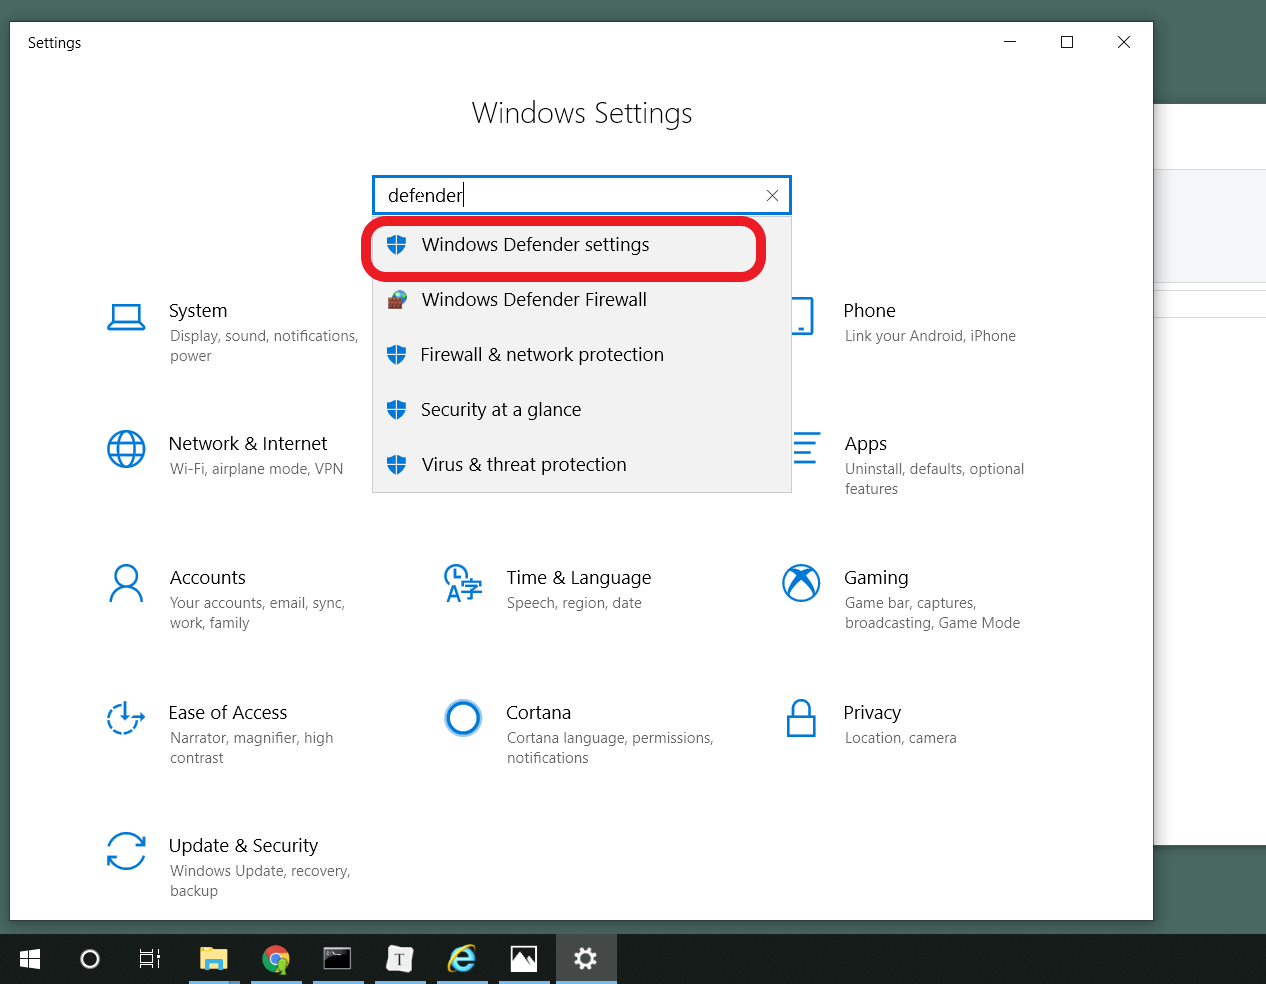 Settings
Windows Settings
defender
Windows Defender settings
Windows Defender Firewall
Firewall & network protection
Security at a glance
Virus & threat protection
System
Display, sound, notifications,
power
Phone
Link your Android, iPhone
Network & Internet
Wi-Fi, airplane mode, VPN
Apps
Uninstall, defaults, optional
features
Accounts
Your accounts, email, sync,
work, family
Time & Language
Speech, region, date
Gaming
Game bar, captures,
broadcasting, Game Mode
Ease of Access
Narrator, magnifier, high
contrast
Cortana
Cortana language, permissions,
notifications
Privacy
Location, camera
Update & Security
Windows Update, recovery,
backup
T